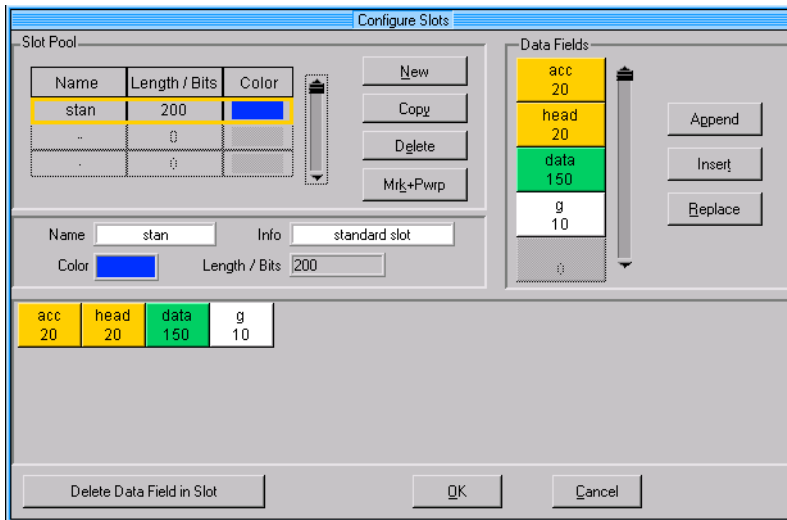 Configure Slots
Slot Pool
Name Length / Bits Color
stan 200
- 0
- 0
New
Copy
Delete
Mrk+Pwrp
Data Fields
acc
20
head
20
data
150
g
10
0
Append
Insert
Replace
Name stan Info standard slot
Color Length / Bits 200
acc head data g
20 20 150 10
Delete Data Field in Slot OK Cancel